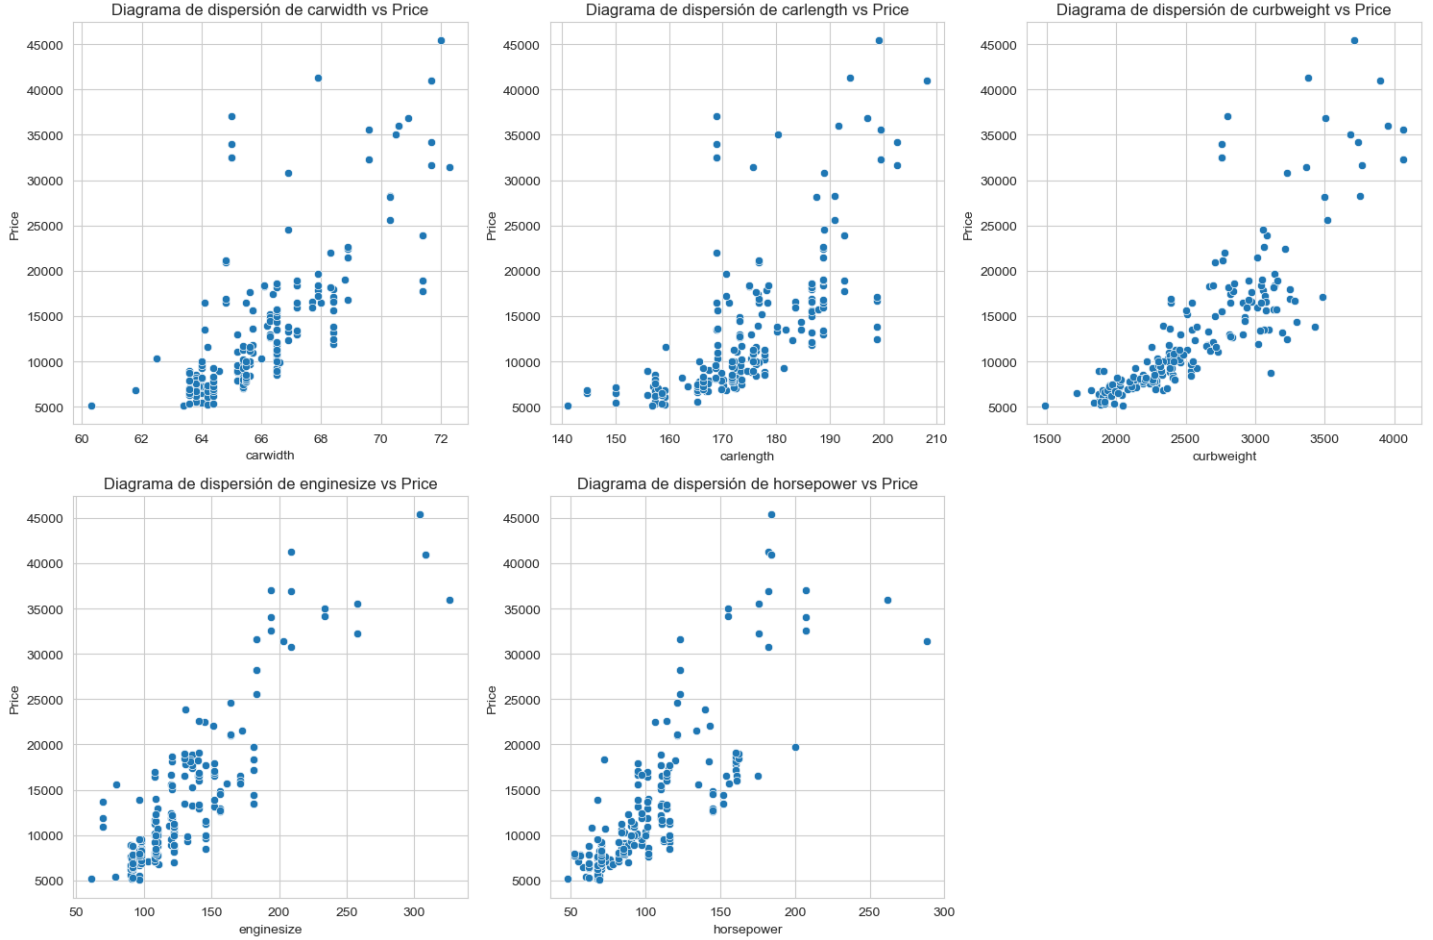 Diagrama de dispersión de carwidth vs Price
45000
40000
35000
30000
25000
20000
15000
10000
5000
Price
60 62 64 66 68 70 72
carwidth
Diagrama de dispersión de carlength vs Price
45000
40000
35000
30000
25000
20000
15000
10000
5000
Price
140 150 160 170 180 190 200 210
carlength
Diagrama de dispersión de curbweight vs Price
45000
40000
35000
30000
25000
20000
15000
10000
5000
Price
1500 2000 2500 3000 3500 4000
curbweight
Diagrama de dispersión de enginesize vs Price
45000
40000
35000
30000
25000
20000
15000
10000
5000
Price
50 100 150 200 250 300
enginesize
Diagrama de dispersión de horsepower vs Price
45000
40000
35000
30000
25000
20000
15000
10000
5000
Price
50 100 150 200 250 300
horsepower